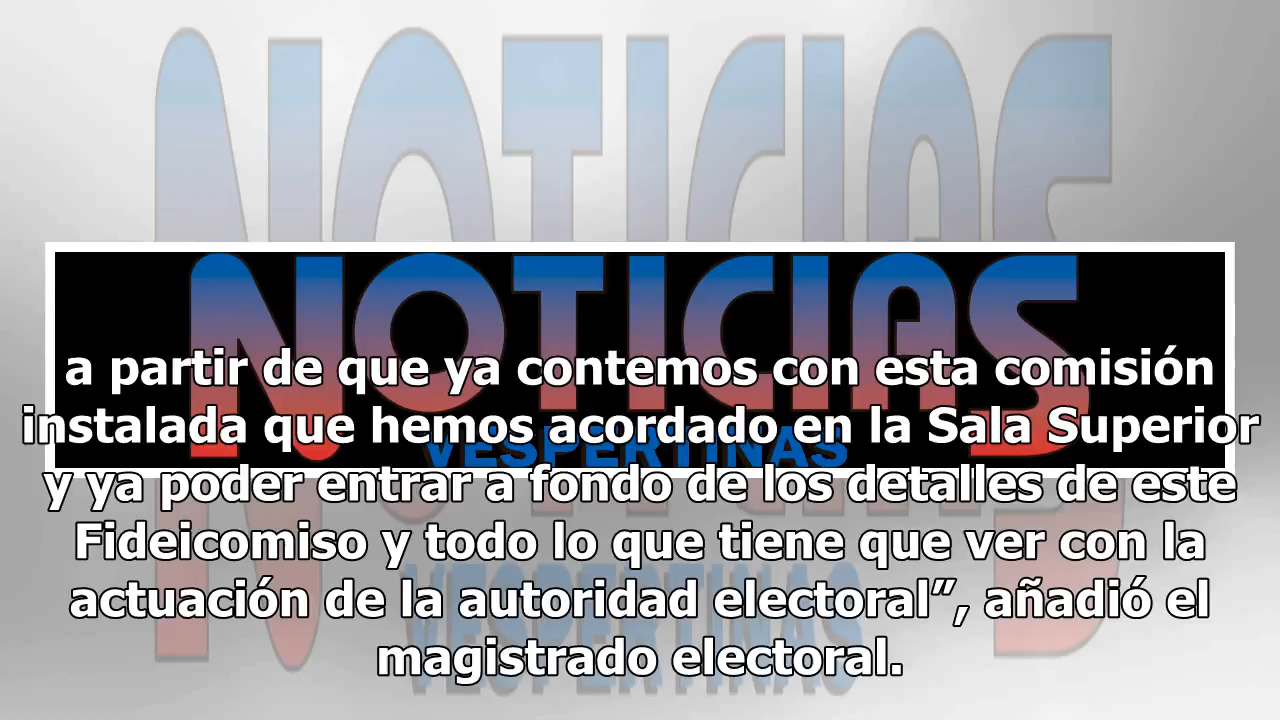 NOTICIAS
VESPERTINAS
NOTICIAS
VESPERTINAS
a partir de que ya contemos con esta comisión
instalada que hemos acordado en la Sala Superior
y ya poder entrar a fondo de los detalles de este
Fideicomiso y todo lo que tiene que ver con la
actuación de la autoridad electoral”, añadió el
magistrado electoral.